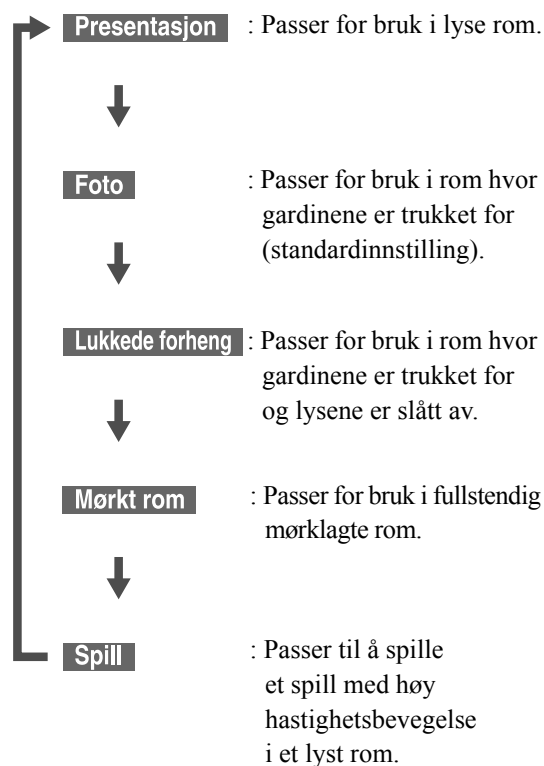 Presentasjon : Passer for bruk i lyse rom.
Foto : Passer for bruk i rom hvor
gardinene er trukket for
(standardinnstilling).
Lukkede forheng : Passer for bruk i rom hvor
gardinene er trukket for
og lysene er slått av.
Mørkt rom : Passer for bruk i fullstendig
mørklagte rom.
Spill : Passer til å spille
et spill med høy
hastighetsbevegelse
i et lyst rom.